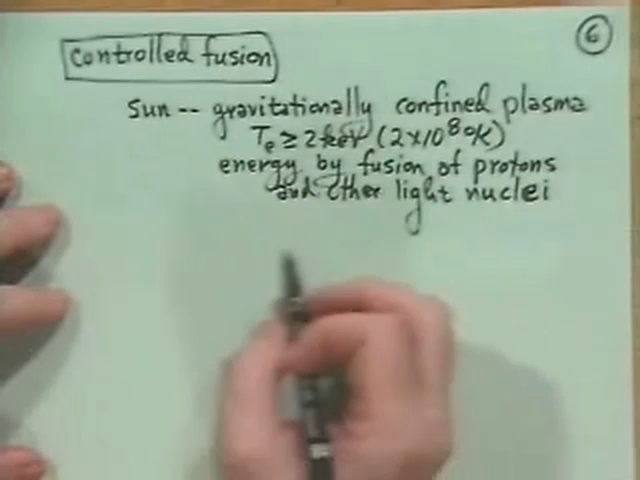 6
controlled fusion
Sun -- gravitationally confined plasma
Te ≥ 2 keV (2×10⁸ °K)
energy by fusion of protons
and other light nuclei